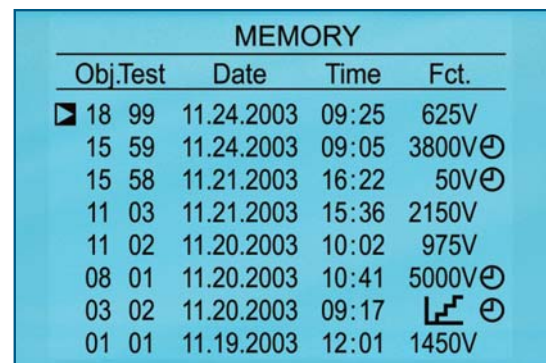 MEMORY
Obj.Test Date Time Fct.
18 99 11.24.2003 09:25 625V
15 59 11.24.2003 09:05 3800V
15 58 11.21.2003 16:22 50V
11 03 11.21.2003 15:36 2150V
11 02 11.20.2003 10:02 975V
08 01 11.20.2003 10:41 5000V
03 02 11.20.2003 09:17
01 01 11.19.2003 12:01 1450V